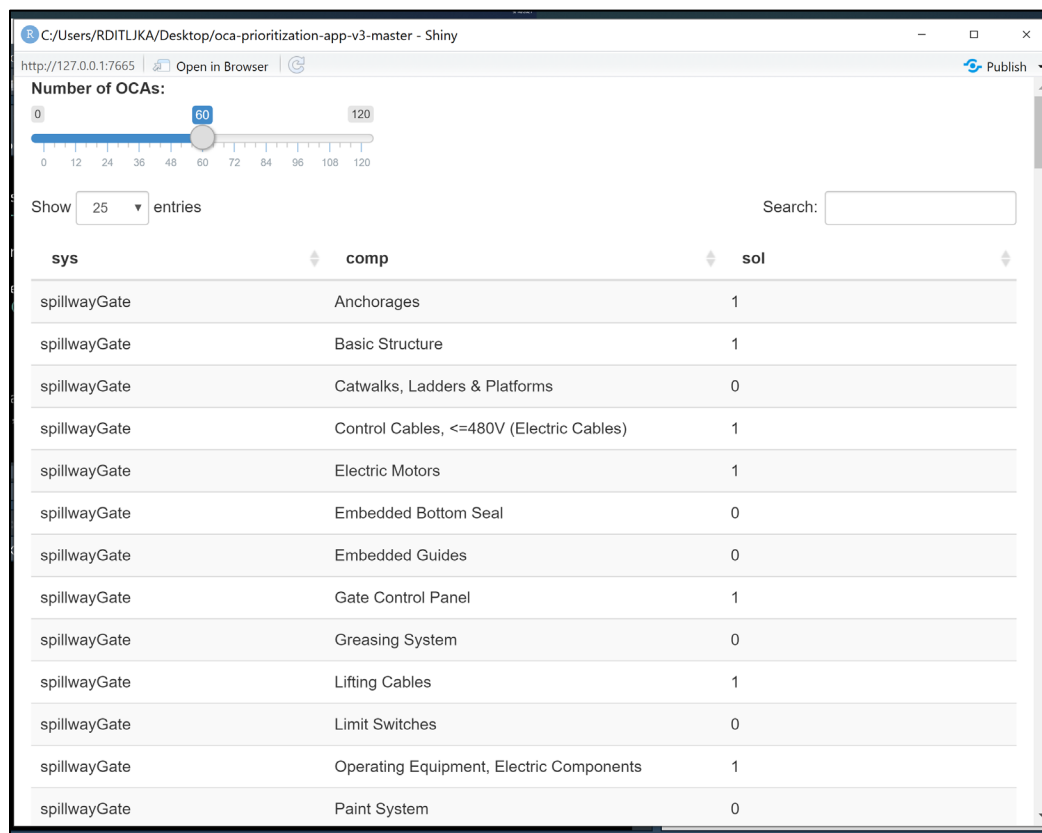 C:/Users/RDITLJKA/Desktop/oca-prioritization-app-v3-master - Shiny
http://127.0.0.1:7665 Open in Browser Publish
Number of OCAs:
0 60 120
0 12 24 36 48 60 72 84 96 108 120
Show 25 entries Search:
sys comp sol
spillwayGate Anchorages 1
spillwayGate Basic Structure 1
spillwayGate Catwalks, Ladders & Platforms 0
spillwayGate Control Cables, <=480V (Electric Cables) 1
spillwayGate Electric Motors 1
spillwayGate Embedded Bottom Seal 0
spillwayGate Embedded Guides 0
spillwayGate Gate Control Panel 1
spillwayGate Greasing System 0
spillwayGate Lifting Cables 1
spillwayGate Limit Switches 0
spillwayGate Operating Equipment, Electric Components 1
spillwayGate Paint System 0